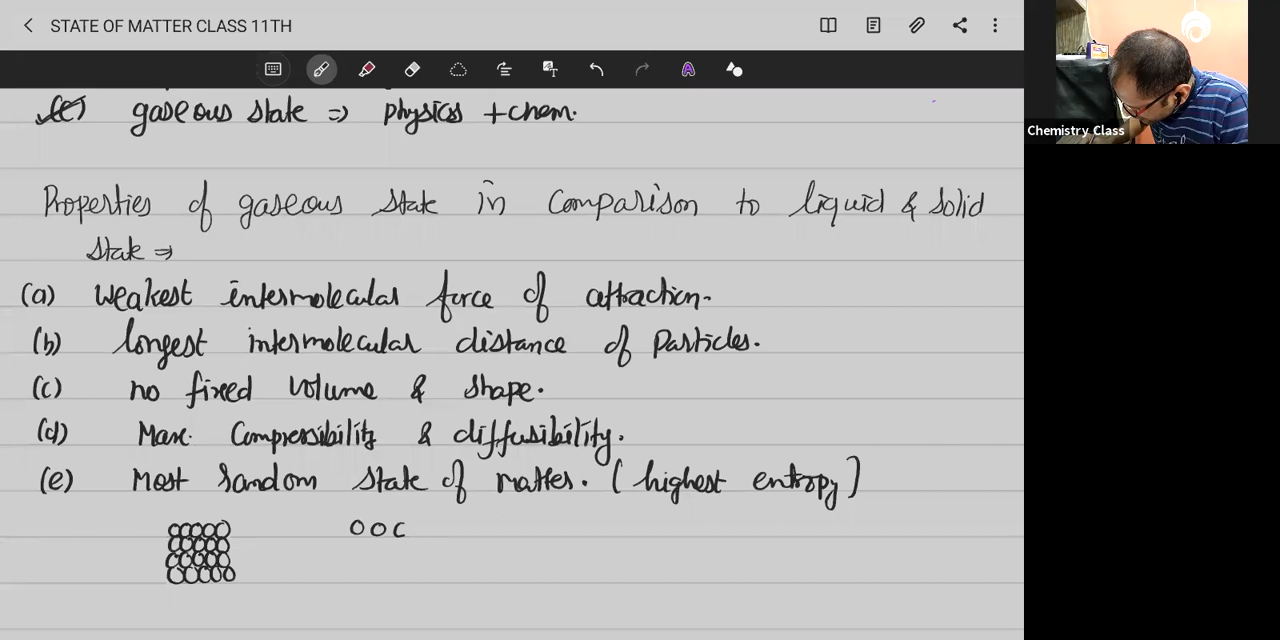 STATE OF MATTER CLASS 11TH
gaseous state ⇒ physics + chem.
Properties of gaseous state in Comparison to liquid & solid
state ⇒
(a) weakest intermolecular force of attraction.
(b) longest intermolecular distance of Particles.
(c) no fixed volume & shape.
(d) Max. Compressibility & diffusibility.
(e) Most random state of matter. (highest entropy)
Chemistry Class